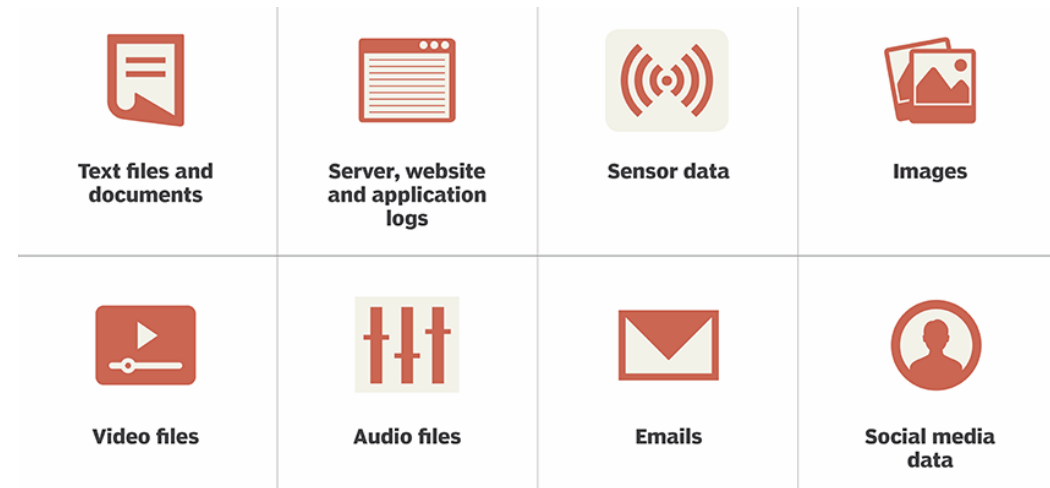 Text files and
documents
Server, website
and application
logs
Sensor data
Images
Video files
Audio files
Emails
Social media
data